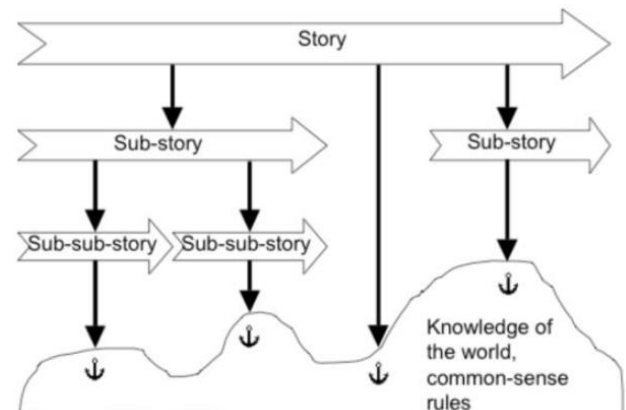 Story
Sub-story
Sub-story
Sub-sub-story
Sub-sub-story
Knowledge of
the world,
common-sense
rules